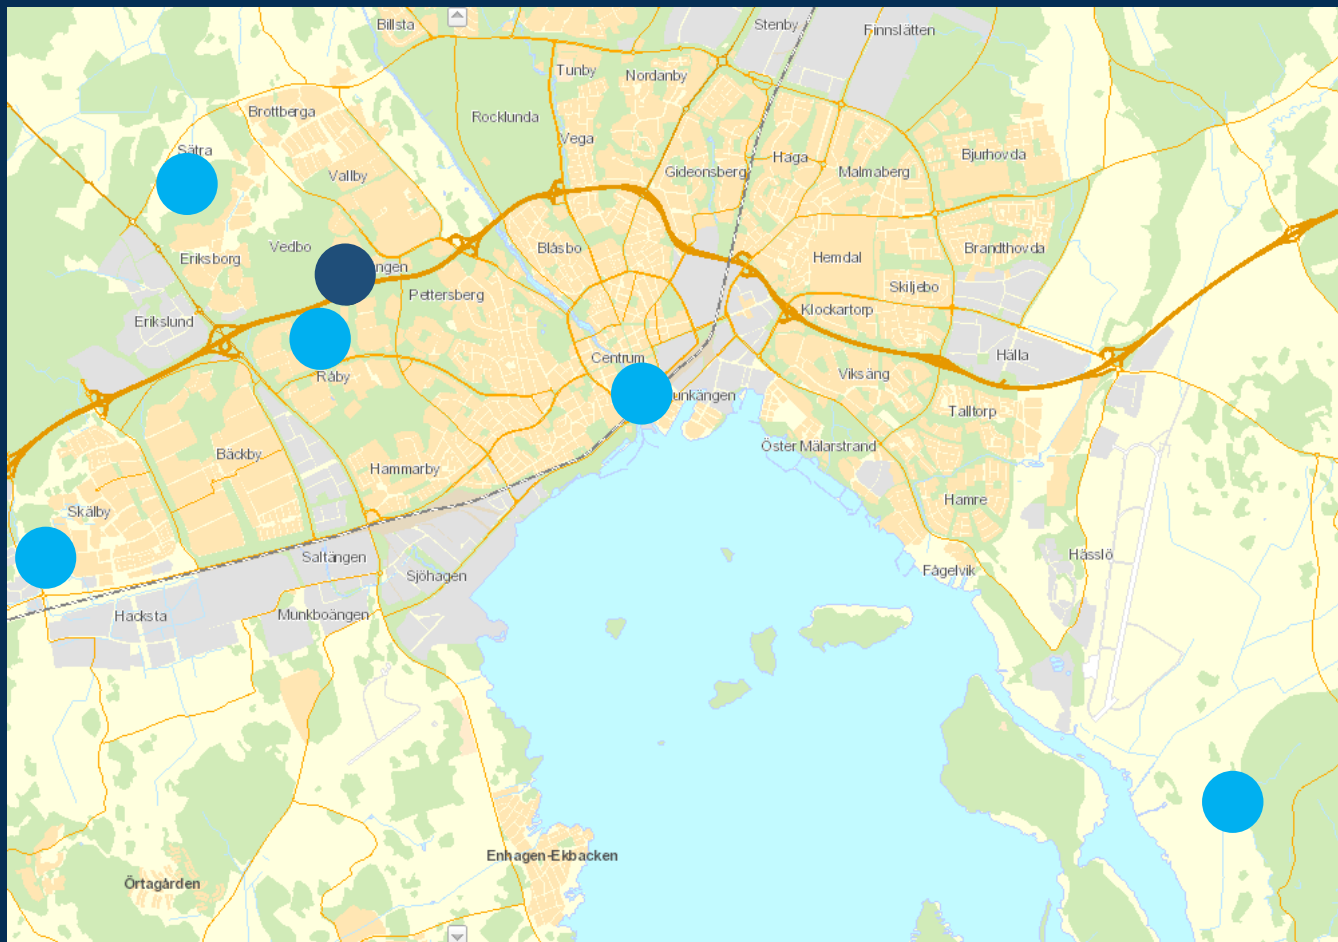 Billsta
Stenby
Finnslätten
Tunby
Nordanby
Brottberga
Rocklunda
Vega
Sätra
Haga
Bjurhovda
Vallby
Gideonsberg
Malmaberg
Vedbo
Blåsbo
Brandthovda
Eriksborg
Hemdal
ngen
Pettersberg
Skiljebo
Klockartorp
Erikslund
Centrum
Hälla
Råby
Viksäng
unkängen
Talltorp
Öster Mälarstrand
Bäckby
Hammarby
Hamre
Skälby
Saltängen
Hässlö
Sjöhagen
Fågelvik
Hacksta
Munkboängen
Enhagen-Ekbacken
Örtagården